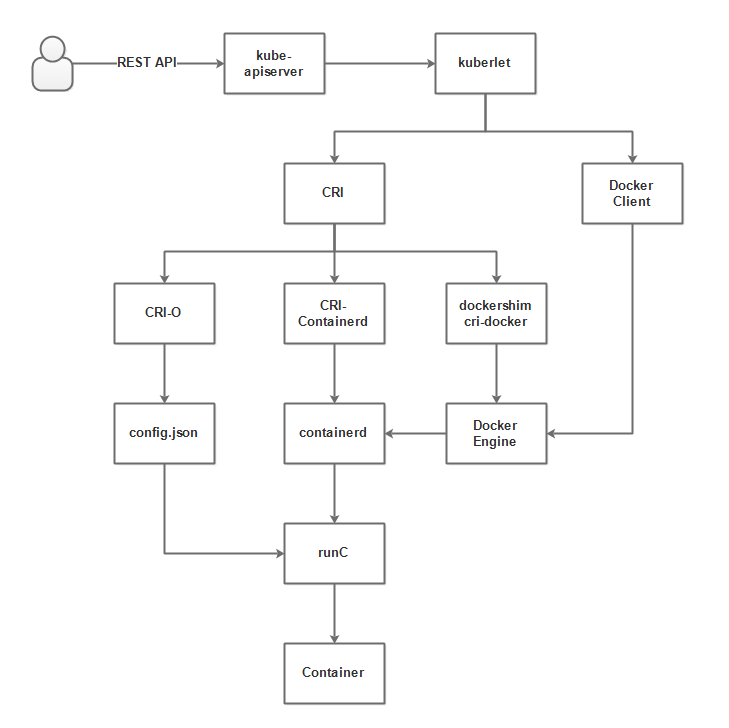 REST API
kube-
apiserver
kuberlet
CRI
Docker
Client
CRI-O
CRI-
Containerd
dockershim
cri-docker
config.json
containerd
Docker
Engine
runC
Container